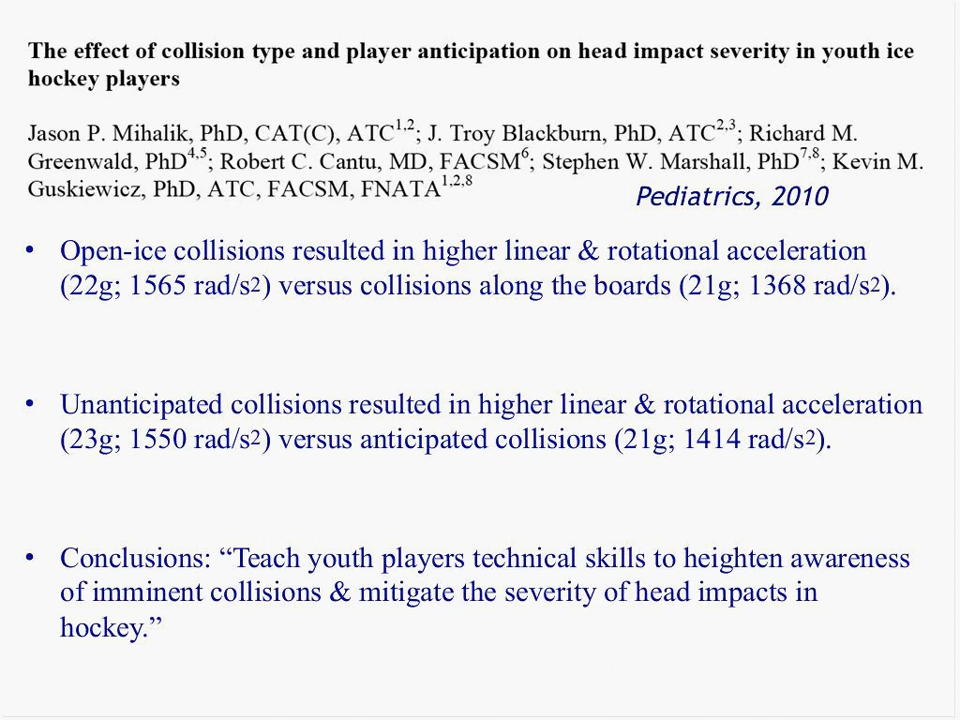 The effect of collision type and player anticipation on head impact severity in youth ice
hockey players
Jason P. Mihalik, PhD, CAT(C), ATC1,2; J. Troy Blackburn, PhD, ATC2,3; Richard M.
Greenwald, PhD4,5; Robert C. Cantu, MD, FACSM6; Stephen W. Marshall, PhD7,8; Kevin M.
Guskiewicz, PhD, ATC, FACSM, FNATA1,2,8
Pediatrics, 2010
• Open-ice collisions resulted in higher linear & rotational acceleration
(22g; 1565 rad/s2) versus collisions along the boards (21g; 1368 rad/s2).
• Unanticipated collisions resulted in higher linear & rotational acceleration
(23g; 1550 rad/s2) versus anticipated collisions (21g; 1414 rad/s2).
• Conclusions: “Teach youth players technical skills to heighten awareness
of imminent collisions & mitigate the severity of head impacts in
hockey.”